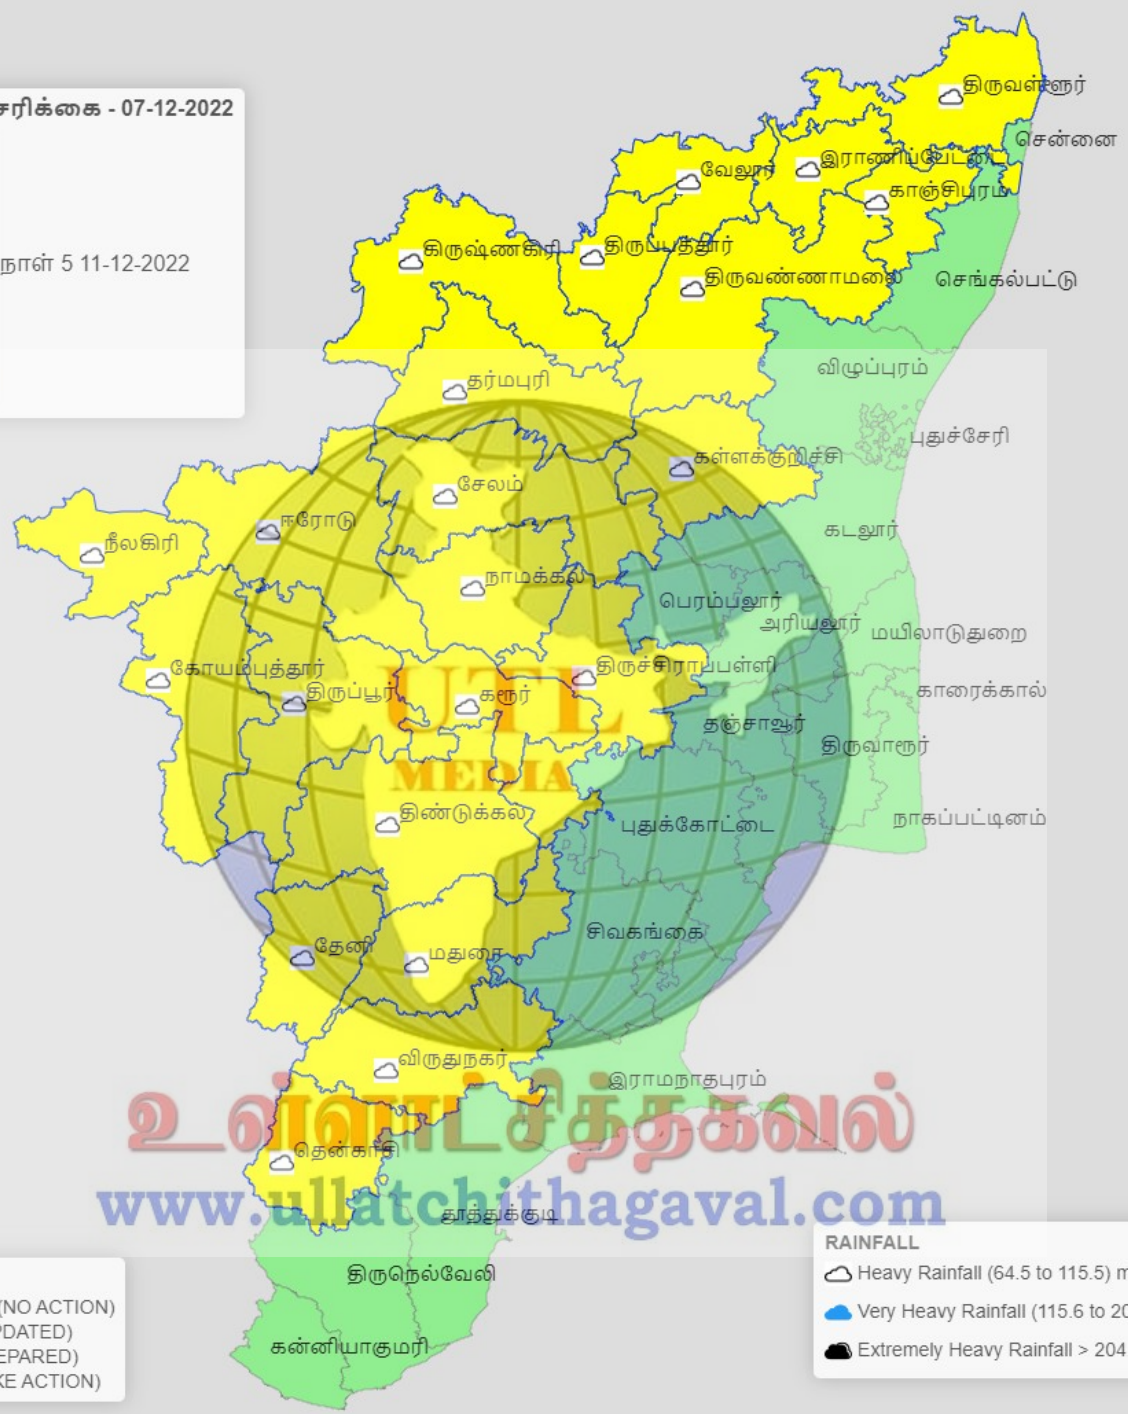 சரிக்கை - 07-12-2022
நாள் 5 11-12-2022
திருவள்ளூர்
சென்னை
இராணிப்பேட்டை
வேலூர்
காஞ்சிபுரம்
கிருஷ்ணகிரி
திருப்பத்தூர்
திருவண்ணாமலை
செங்கல்பட்டு
விழுப்புரம்
தர்மபுரி
புதுச்சேரி
கள்ளக்குறிச்சி
சேலம்
ஈரோடு
கடலூர்
நீலகிரி
நாமக்கல்
பெரம்பலூர்
அரியலூர்
மயிலாடுதுறை
கோயம்புத்தூர்
திருச்சிராப்பள்ளி
திருப்பூர்
கரூர்
காரைக்கால்
UTL
தஞ்சாவூர்
திருவாரூர்
MEDIA
திண்டுக்கல்
புதுக்கோட்டை
நாகப்பட்டினம்
சிவகங்கை
தேனி
மதுரை
விருதுநகர்
இராமநாதபுரம்
உள்ளாட்சித்தகவல்
தென்காசி
www.ullatchithagaval.com
தூத்துக்குடி
திருநெல்வேலி
கன்னியாகுமரி
RAINFALL
Heavy Rainfall (64.5 to 115.5) m
Very Heavy Rainfall (115.6 to 20
Extremely Heavy Rainfall > 204
(NO ACTION)
PDATED)
EPARED)
KE ACTION)